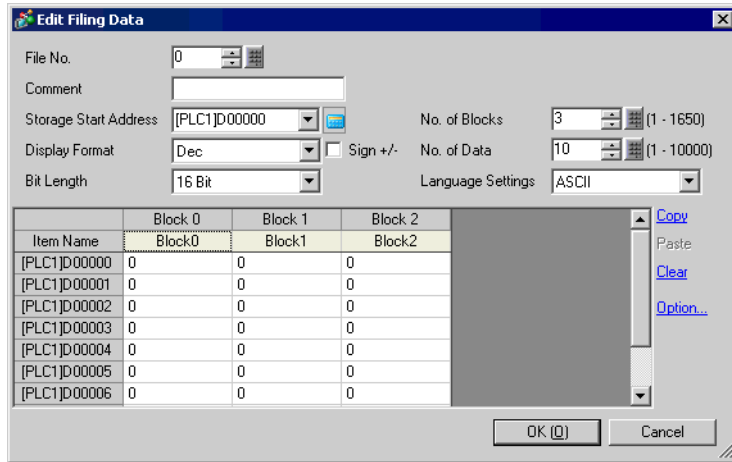 Edit Filing Data
File No. 0
Comment
Storage Start Address [PLC1]D00000 No. of Blocks 3 (1 - 1650)
Display Format Dec Sign +/- No. of Data 10 (1 - 10000)
Bit Length 16 Bit Language Settings ASCII
Block 0 Block 1 Block 2 Copy
Item Name Block0 Block1 Block2 Paste
[PLC1]D00000 0 0 0
[PLC1]D00001 0 0 0 Clear
[PLC1]D00002 0 0 0 Option...
[PLC1]D00003 0 0 0
[PLC1]D00004 0 0 0
[PLC1]D00005 0 0 0
[PLC1]D00006 0 0 0
OK (O) Cancel